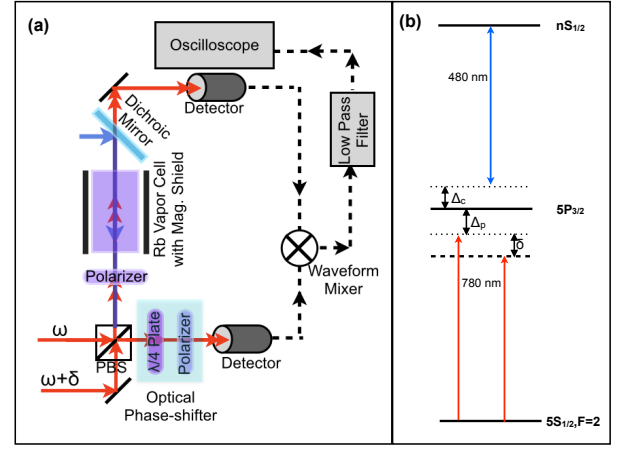 (a)
Oscilloscope
Detector
Dichroic
Mirror
Low Pass
Filter
Rb Vapor Cell
with Mag. Shield
Polarizer
Waveform
Mixer
ω
PBS
λ/4 Plate
Polarizer
Detector
ω+δ
Optical
Phase-shifter
(b)
nS1/2
480 nm
Δc
5P3/2
Δp
δ
780 nm
5S1/2,F=2